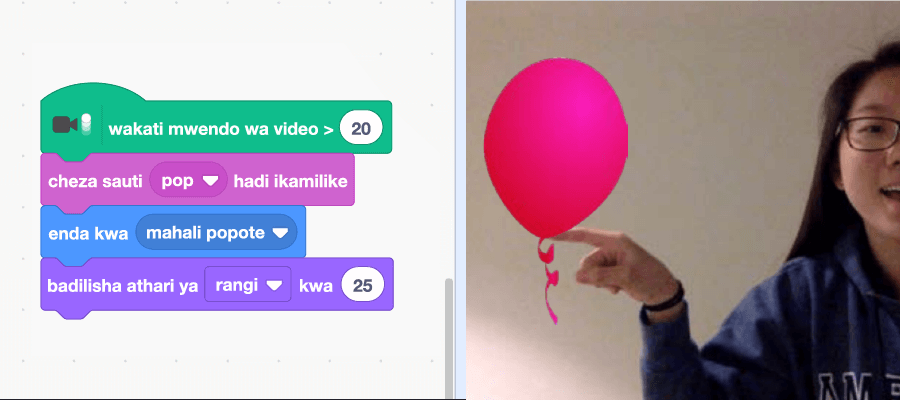 wakati mwendo wa video > 20
cheza sauti pop hadi ikamilike
enda kwa mahali popote
badilisha athari ya rangi kwa 25